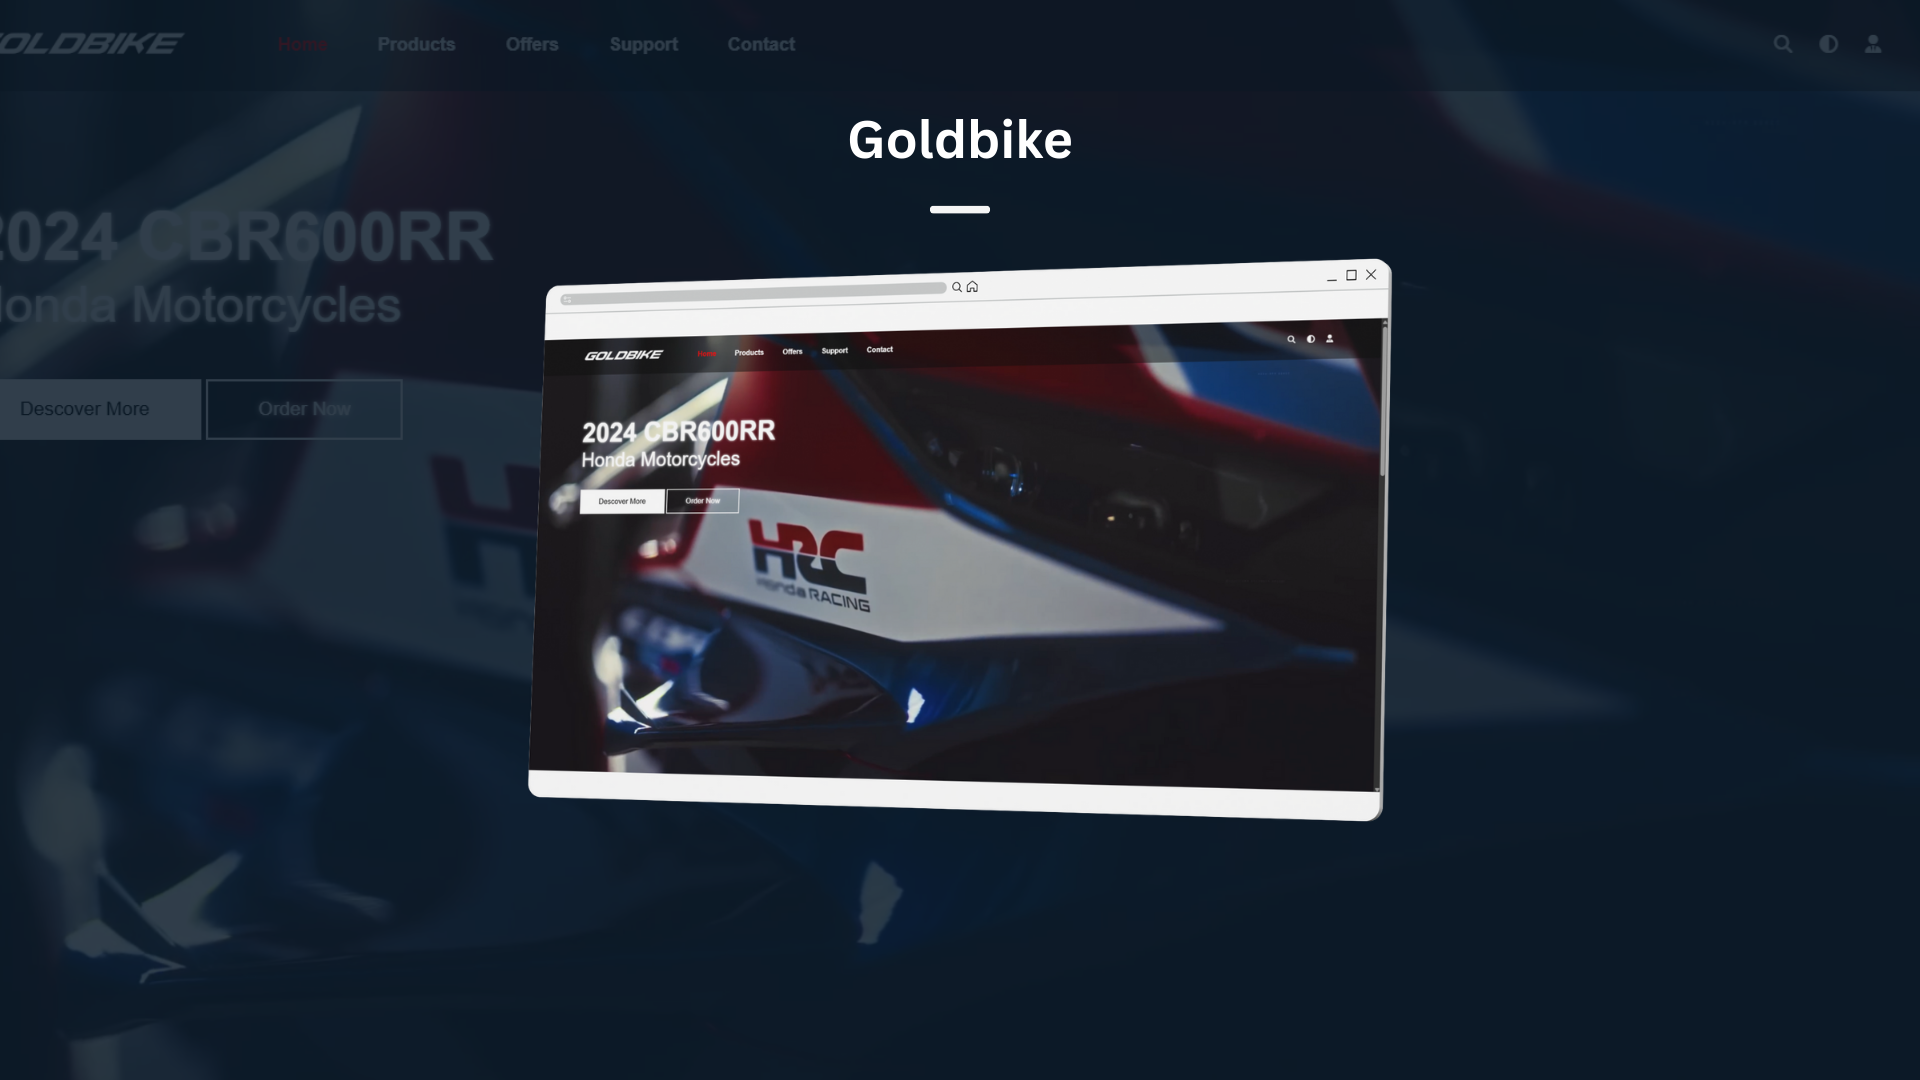 OLDBIKE Home Products Offers Support Contact
Goldbike
2024 CBR600RR
Honda Motorcycles
Descover More Order Now
GOLDBIKE Home Products Offers Support Contact
2024 CBR600RR
Honda Motorcycles
Descover More Order Now
HRC
Honda RACING